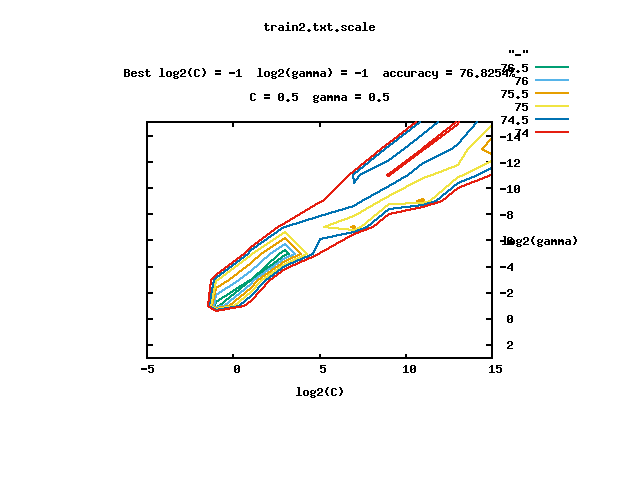 train2.txt.scale
"-"
Best log2(C) = -1 log2(gamma) = -1 accuracy = 76.8254%
76.5
76
C = 0.5 gamma = 0.5
75.5
75
74.5
74
-14
-12
-10
-8
-6
log2(gamma)
-4
-2
0
2
-5 0 5 10 15
log2(C)